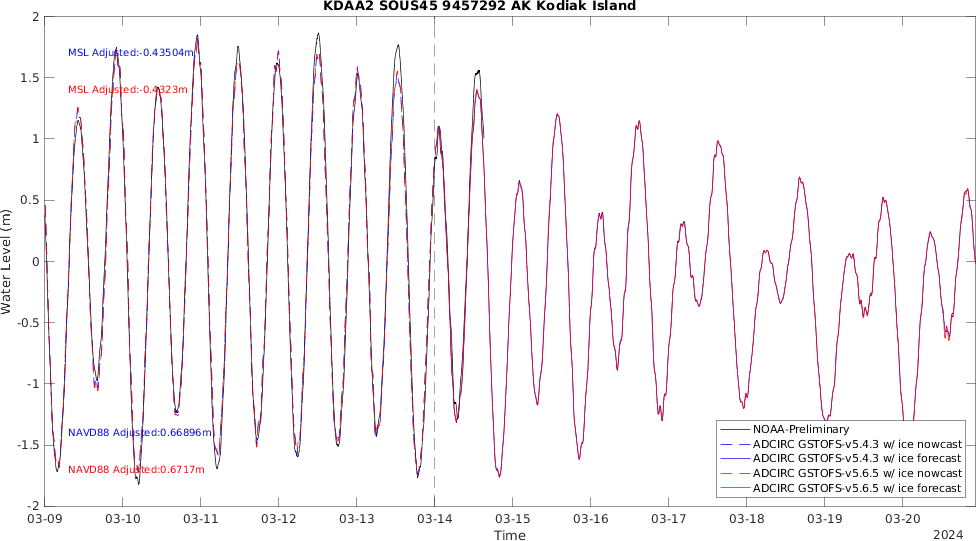 KDAA2 SOUS45 9457292 AK Kodiak Island
MSL Adjusted:-0.43504m
MSL Adjusted:-0.4323m
NAVD88 Adjusted:0.66896m
NAVD88 Adjusted:0.6717m
Water Level (m)
2
1.5
1
0.5
0
-0.5
-1
-1.5
-2
03-09 03-10 03-11 03-12 03-13 03-14 03-15 03-16 03-17 03-18 03-19 03-20
Time
2024
NOAA-Preliminary
ADCIRC GSTOFS-v5.4.3 w/ ice nowcast
ADCIRC GSTOFS-v5.4.3 w/ ice forecast
ADCIRC GSTOFS-v5.6.5 w/ ice nowcast
ADCIRC GSTOFS-v5.6.5 w/ ice forecast